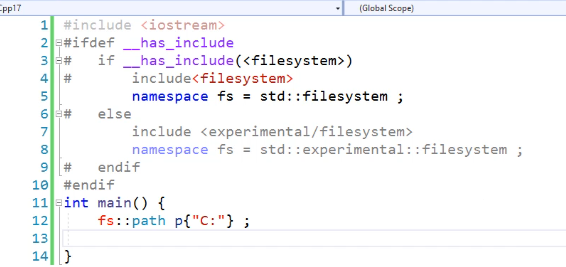 Cpp17
(Global Scope)
1 #include <iostream>
2 #ifdef __has_include
3 #   if __has_include(<filesystem>)
4 #       include<filesystem>
5         namespace fs = std::filesystem ;
6 #   else
7         include <experimental/filesystem>
8         namespace fs = std::experimental::filesystem ;
9 #   endif
10 #endif
11 int main() {
12     fs::path p{"C:"} ;
13
14 }